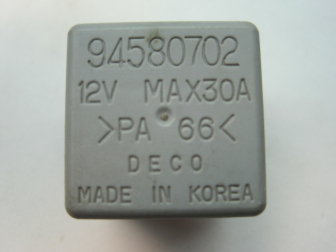 94580702
12V MAX30A
>PA 66<
DECO
MADE IN KOREA